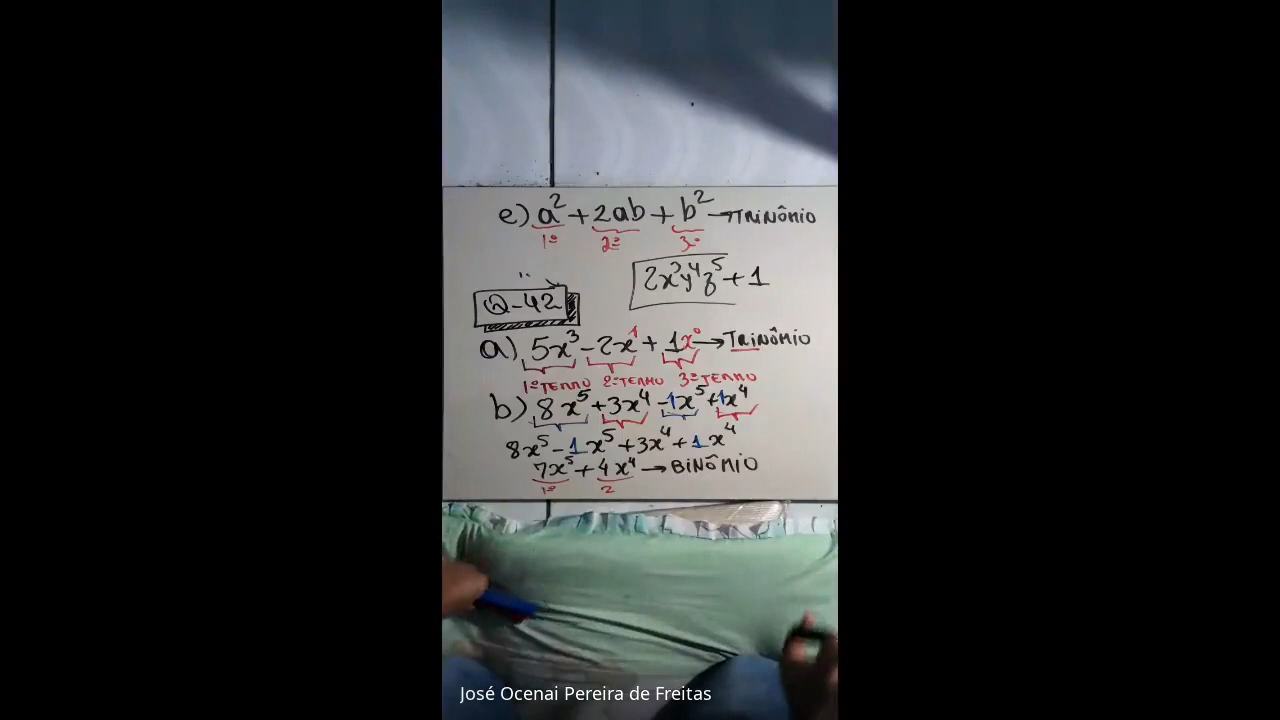 e) a² + 2ab + b² → TRINÔMIO
1º 2º 3º
2x³y⁴z⁵ + 1
Q-42
a) 5x³ - 2x¹ + 1x⁰ → TRINÔMIO
1º TERMO 2º TERMO 3º TERMO
b) 8x⁵ + 3x⁴ - 1x⁵ + 1x⁴
8x⁵ - 1x⁵ + 3x⁴ + 1x⁴
7x⁵ + 4x⁴ → BINÔMIO
1º 2
José Ocenai Pereira de Freitas